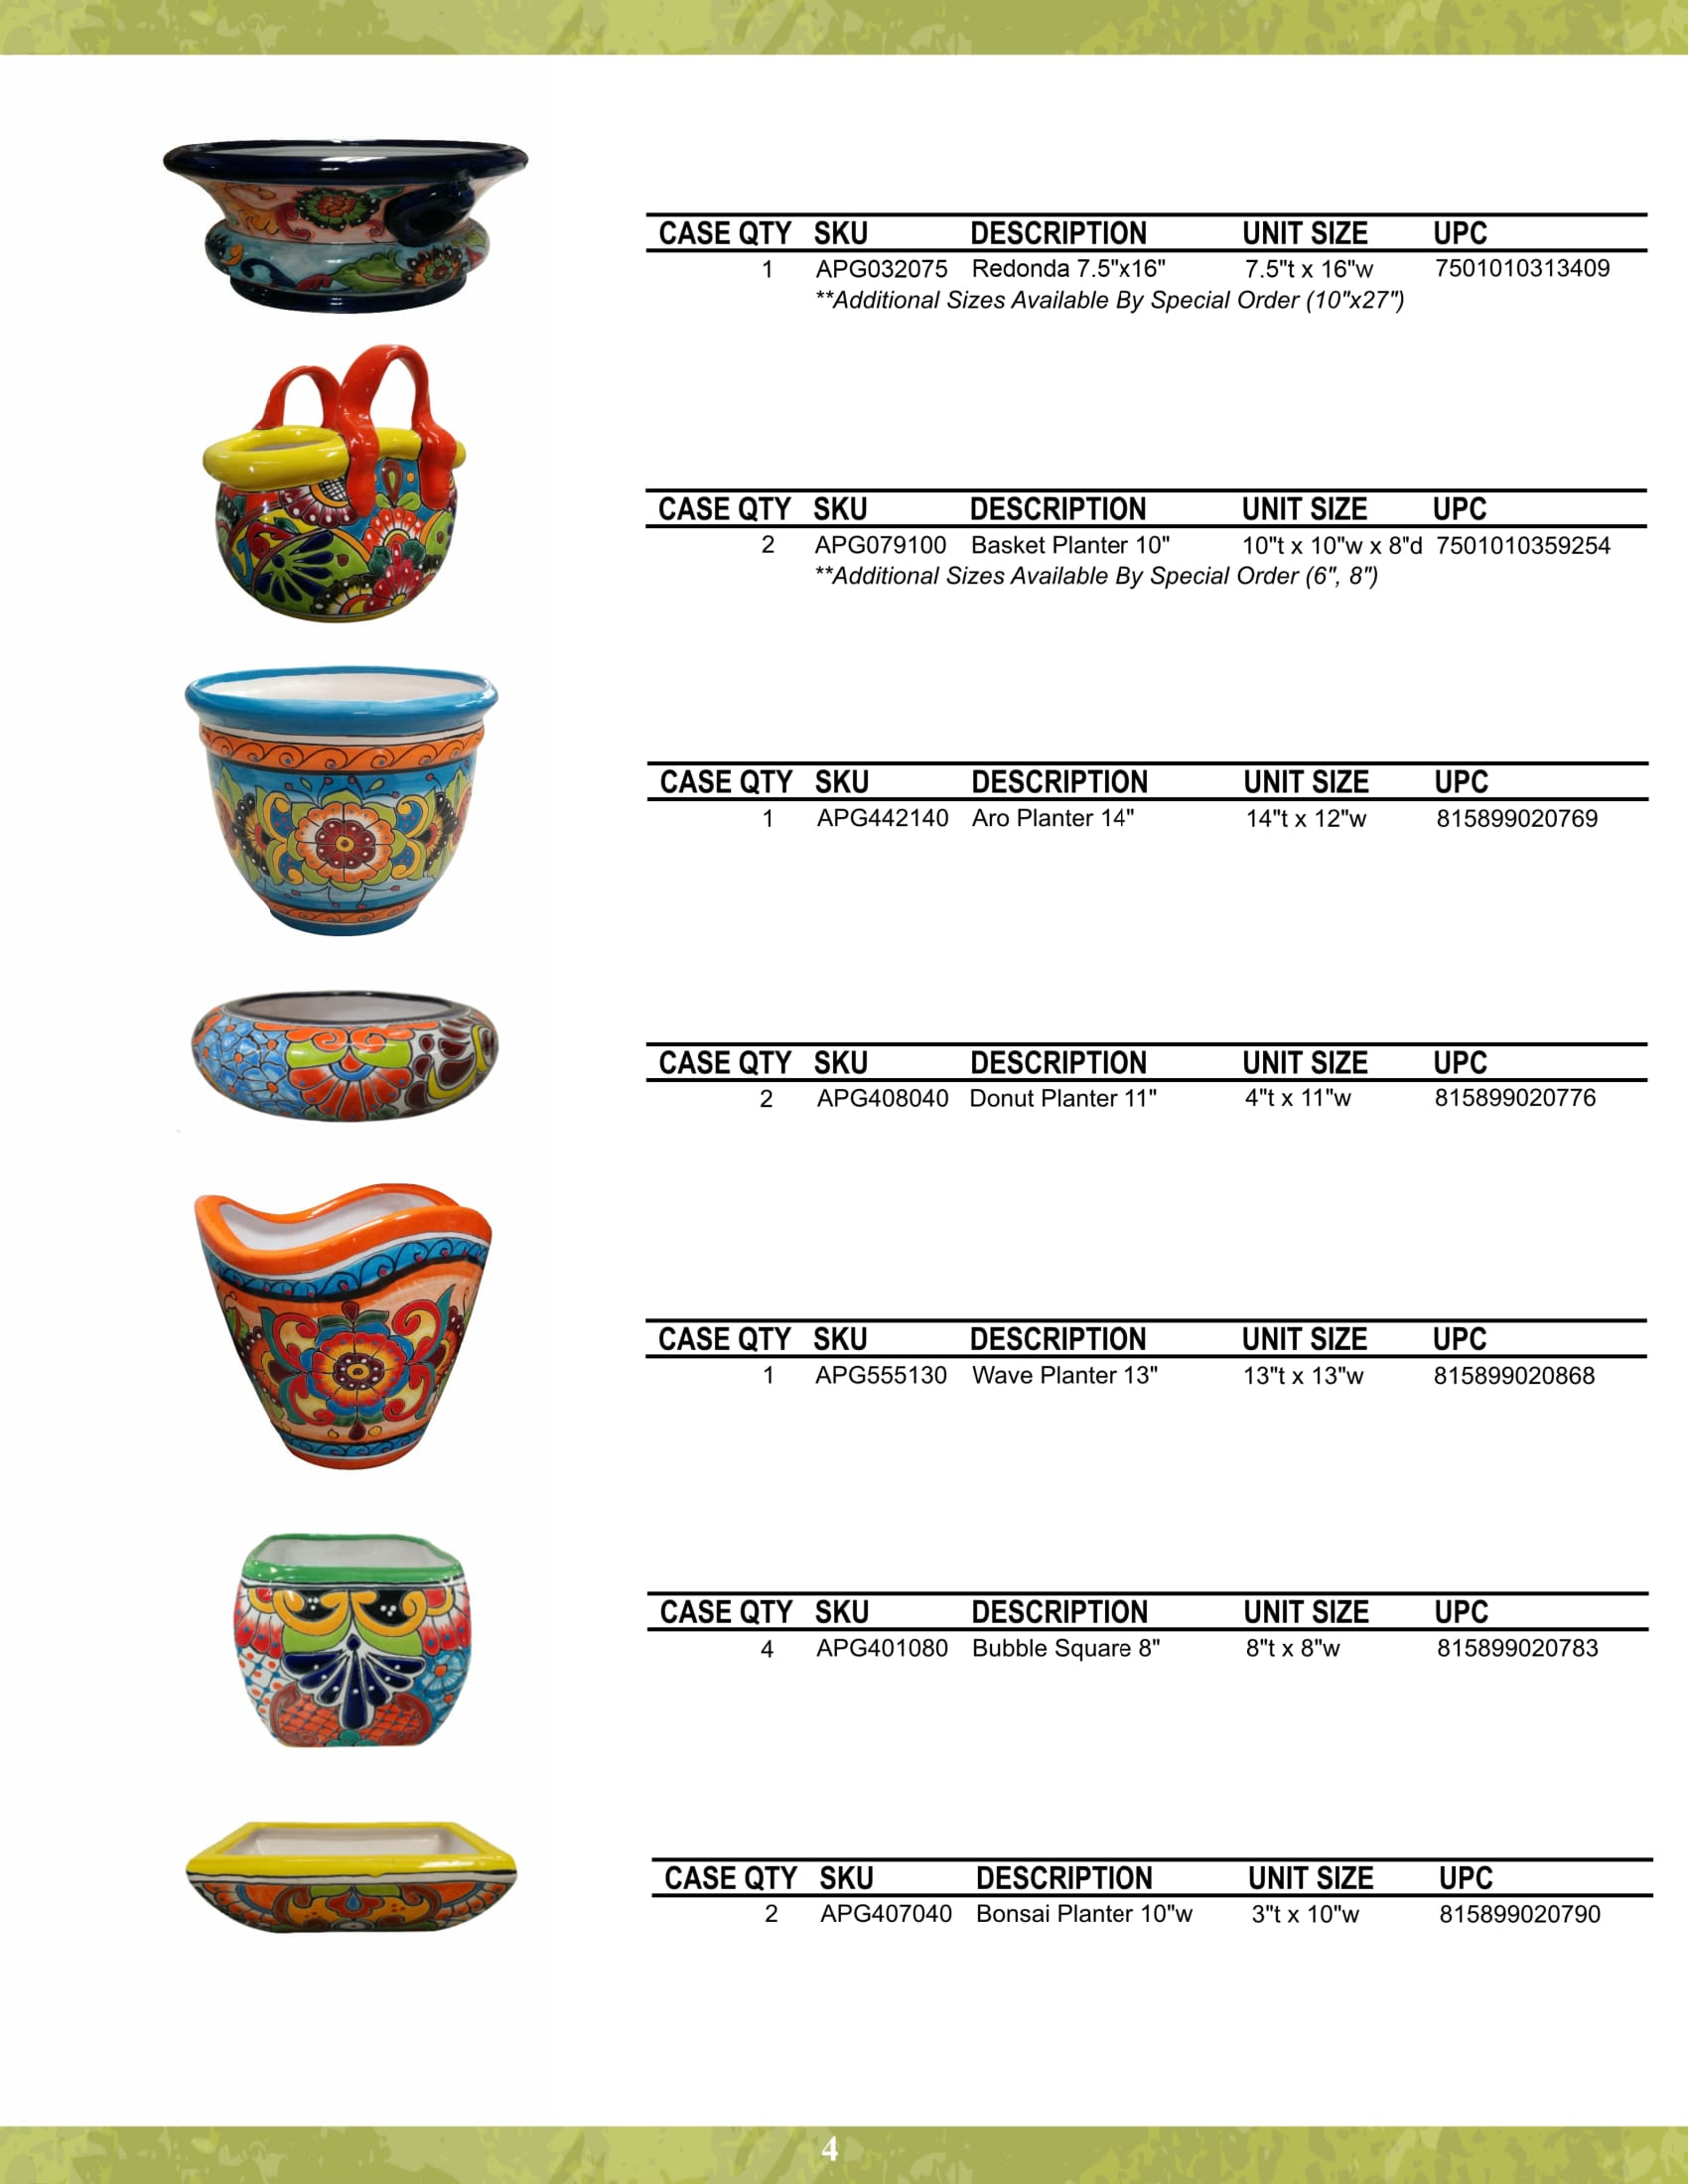 CASE QTY SKU DESCRIPTION UNIT SIZE UPC
1 APG032075 Redonda 7.5"x16" 7.5"t x 16"w 7501010313409
**Additional Sizes Available By Special Order (10"x27")
CASE QTY SKU DESCRIPTION UNIT SIZE UPC
2 APG079100 Basket Planter 10" 10"t x 10"w x 8"d 7501010359254
**Additional Sizes Available By Special Order (6", 8")
CASE QTY SKU DESCRIPTION UNIT SIZE UPC
1 APG442140 Aro Planter 14" 14"t x 12"w 815899020769
CASE QTY SKU DESCRIPTION UNIT SIZE UPC
2 APG408040 Donut Planter 11" 4"t x 11"w 815899020776
CASE QTY SKU DESCRIPTION UNIT SIZE UPC
1 APG555130 Wave Planter 13" 13"t x 13"w 815899020868
CASE QTY SKU DESCRIPTION UNIT SIZE UPC
4 APG401080 Bubble Square 8" 8"t x 8"w 815899020783
CASE QTY SKU DESCRIPTION UNIT SIZE UPC
2 APG407040 Bonsai Planter 10"w 3"t x 10"w 815899020790
4